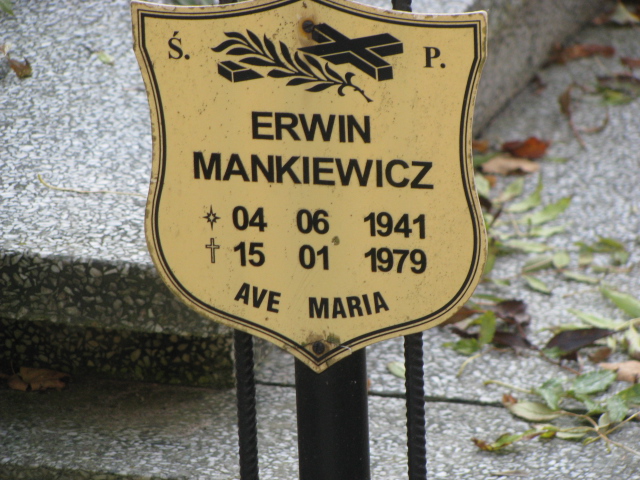 Ś. P.
ERWIN
MANKIEWICZ
04 06 1941
15 01 1979
AVE MARIA